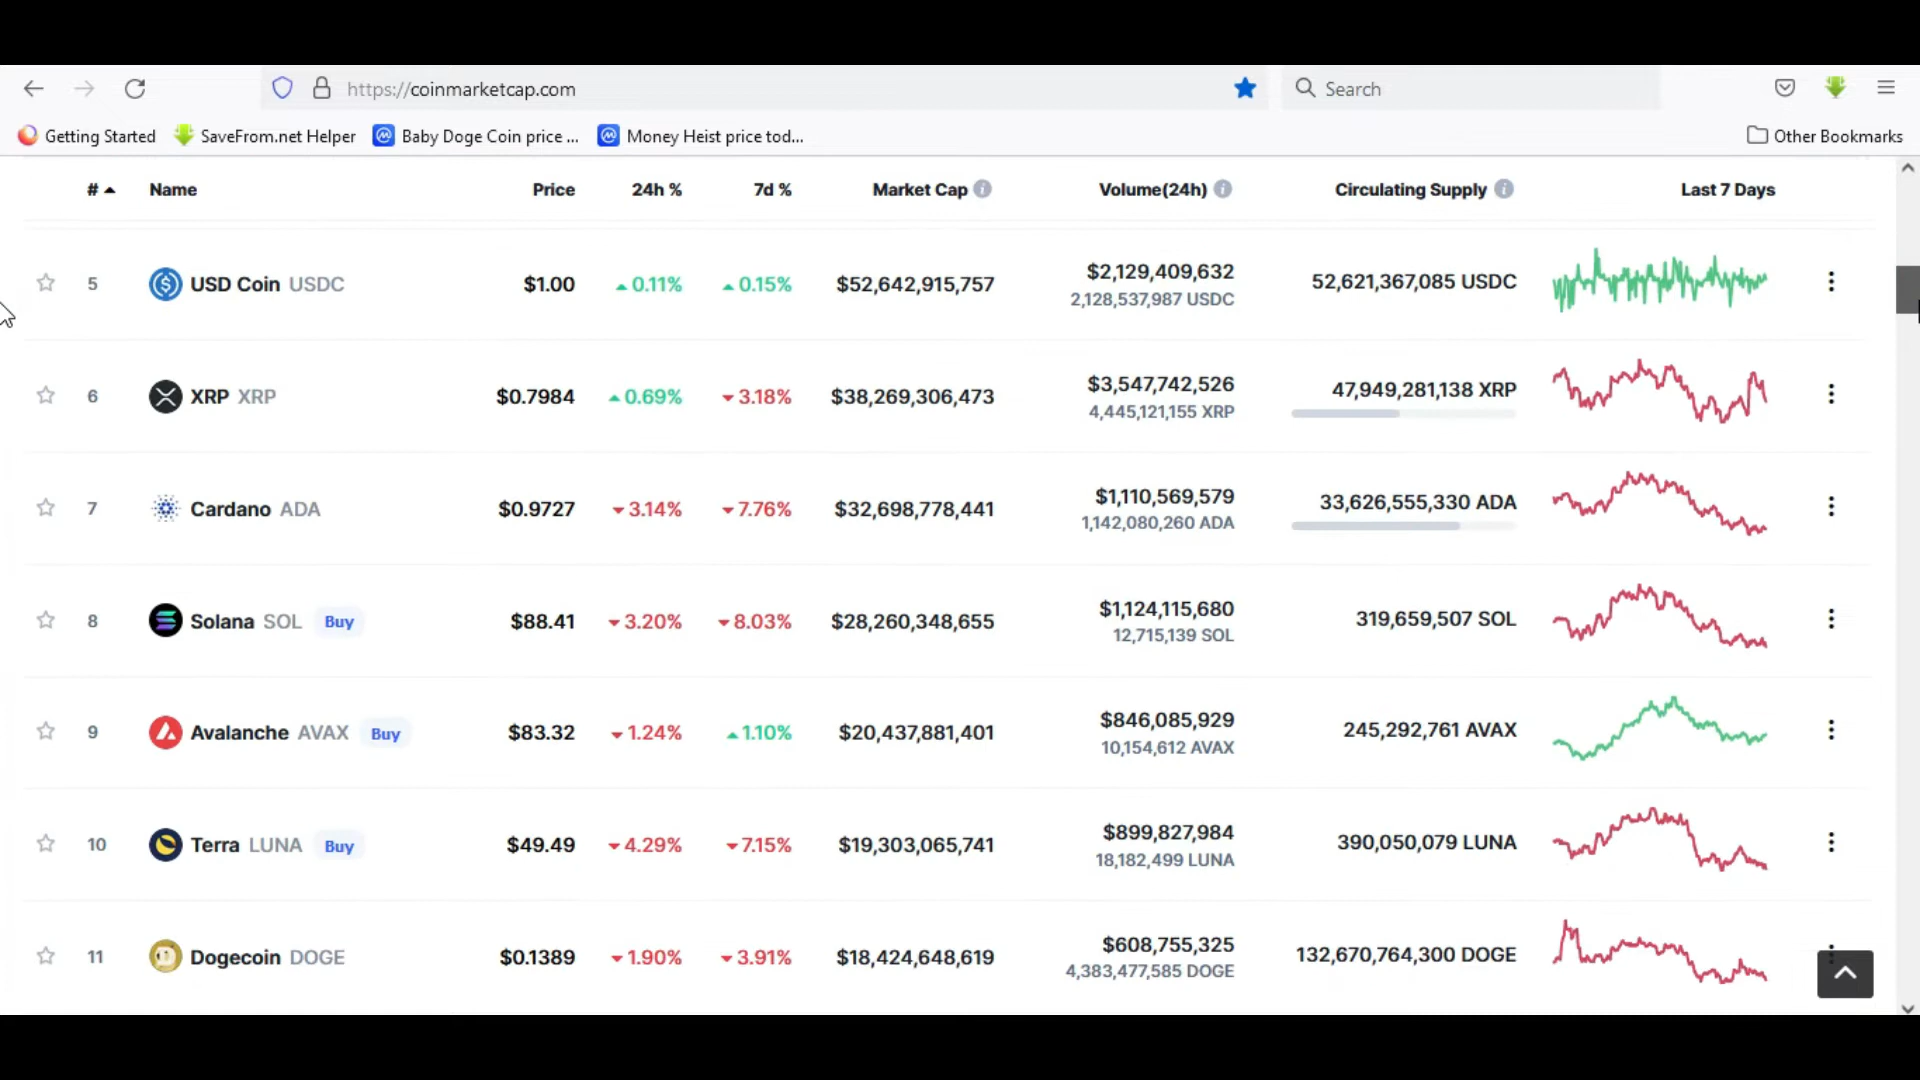 https://coinmarketcap.com
Search
Getting Started
SaveFrom.net Helper
Baby Doge Coin price ...
Money Heist price tod...
Other Bookmarks
# Name Price 24h % 7d % Market Cap Volume(24h) Circulating Supply Last 7 Days
5 USD Coin USDC $1.00 0.11% 0.15% $52,642,915,757 $2,129,409,632 52,621,367,085 USDC
2,128,537,987 USDC
6 XRP XRP $0.7984 0.69% 3.18% $38,269,306,473 $3,547,742,526 47,949,281,138 XRP
4,445,121,155 XRP
7 Cardano ADA $0.9727 3.14% 7.76% $32,698,778,441 $1,110,569,579 33,626,555,330 ADA
1,142,080,260 ADA
8 Solana SOL Buy $88.41 3.20% 8.03% $28,260,348,655 $1,124,115,680 319,659,507 SOL
12,715,139 SOL
9 Avalanche AVAX Buy $83.32 1.24% 1.10% $20,437,881,401 $846,085,929 245,292,761 AVAX
10,154,612 AVAX
10 Terra LUNA Buy $49.49 4.29% 7.15% $19,303,065,741 $899,827,984 390,050,079 LUNA
18,182,499 LUNA
11 Dogecoin DOGE $0.1389 1.90% 3.91% $18,424,648,619 $608,755,325 132,670,764,300 DOGE
4,383,477,585 DOGE